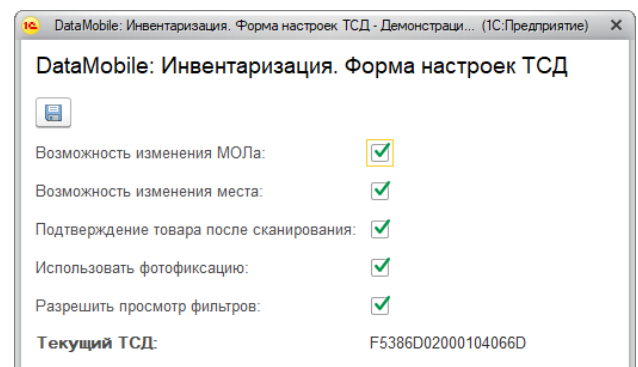 DataMobile: Инвентаризация. Форма настроек ТСД - Демонстраци... (1С:Предприятие)
DataMobile: Инвентаризация. Форма настроек ТСД
Возможность изменения МОЛа:
Возможность изменения места:
Подтверждение товара после сканирования:
Использовать фотофиксацию:
Разрешить просмотр фильтров:
Текущий ТСД: F5386D02000104066D